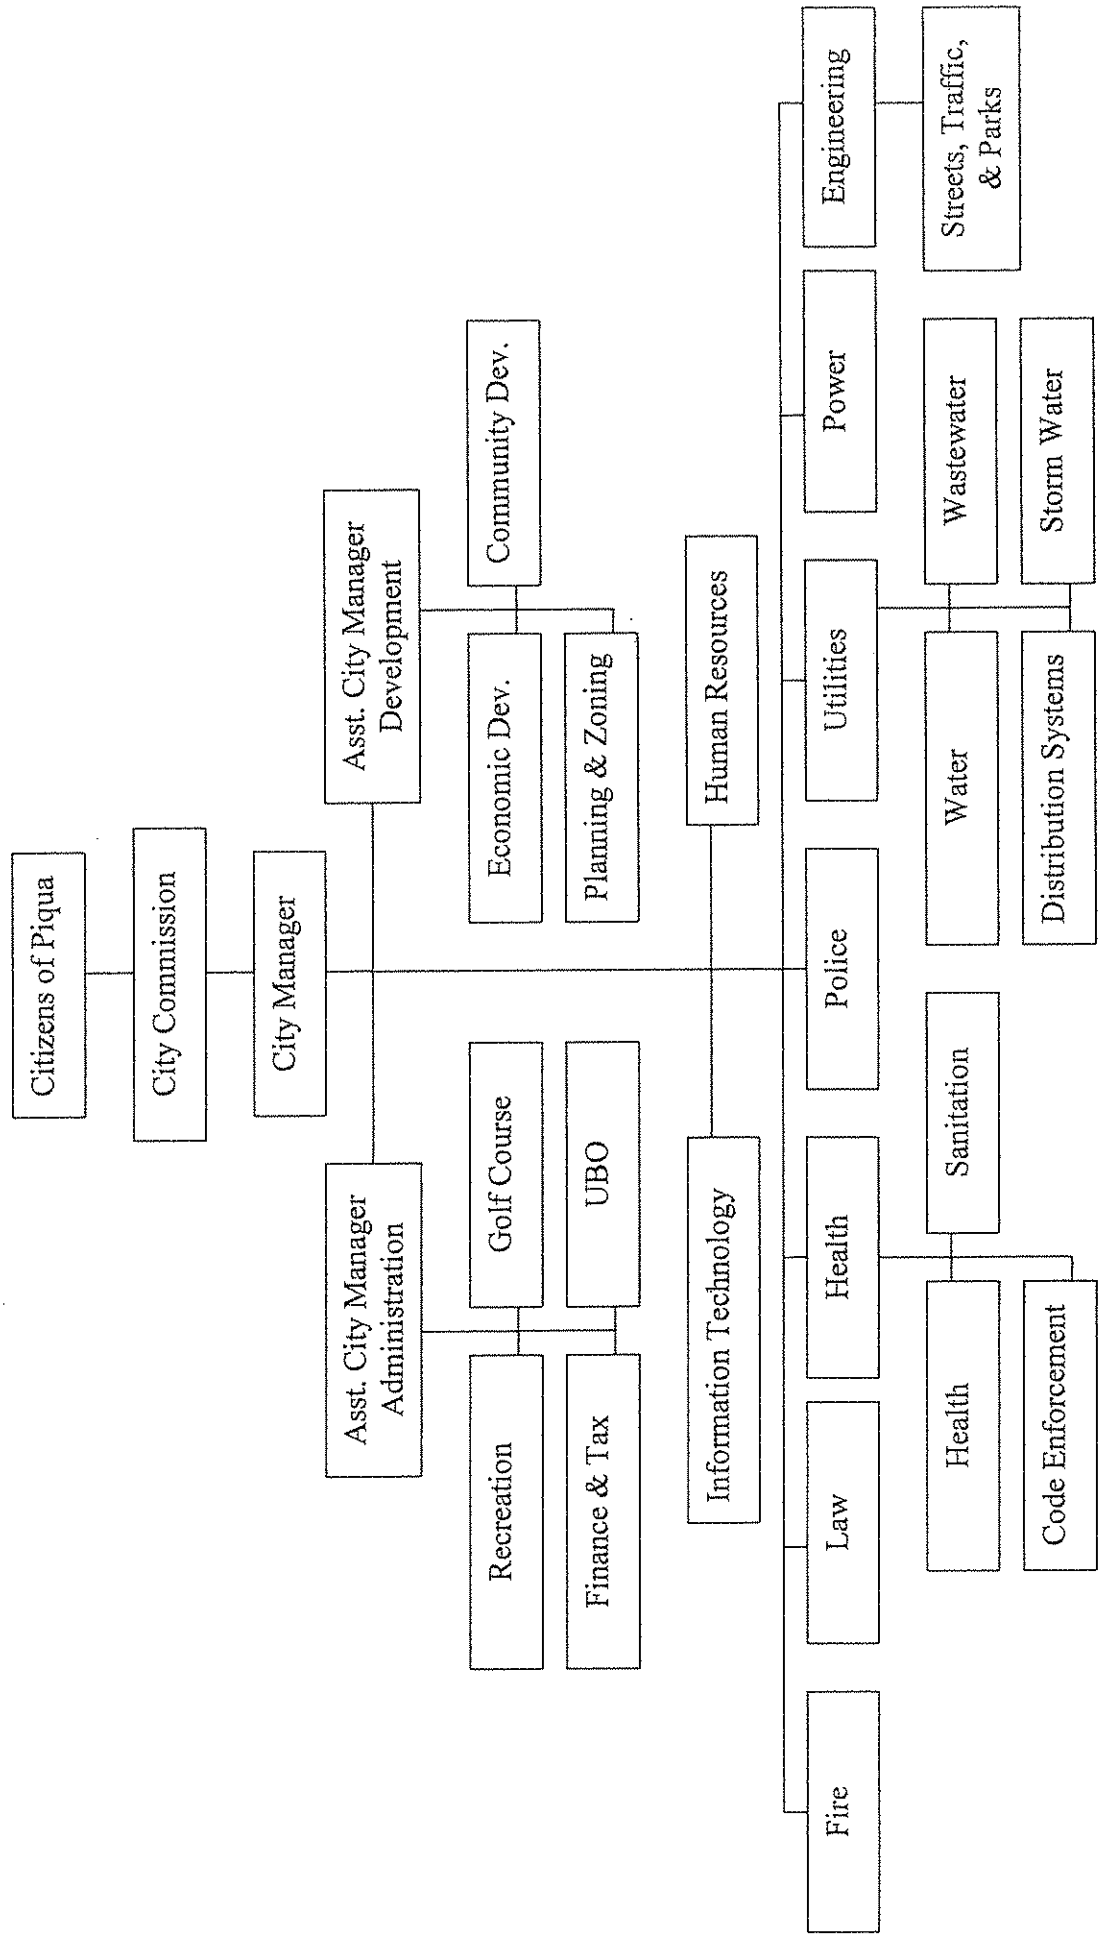 Citizens of Piqua
City Commission
City Manager
Asst. City Manager
Administration
Asst. City Manager
Development
Recreation
Golf Course
Finance & Tax
UBO
Economic Dev.
Community Dev.
Planning & Zoning
Information Technology
Human Resources
Fire
Law
Health
Police
Utilities
Power
Engineering
Health
Sanitation
Code Enforcement
Water
Wastewater
Distribution Systems
Storm Water
Streets, Traffic,
& Parks